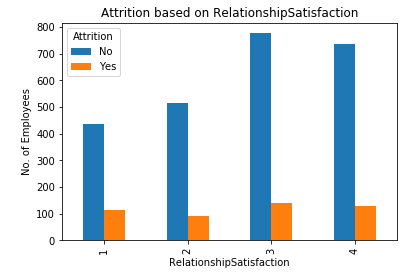 Attrition based on RelationshipSatisfaction
Attrition
No
Yes
No. of Employees
800
700
600
500
400
300
200
100
0
1
2
3
4
RelationshipSatisfaction